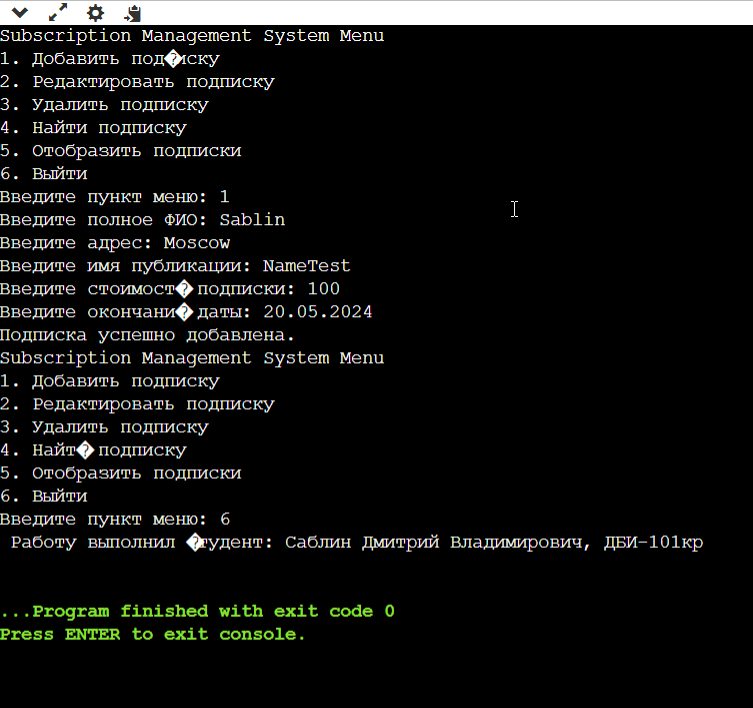 Subscription Management System Menu
1. Добавить под�иску
2. Редактировать подписку
3. Удалить подписку
4. Найти подписку
5. Отобразить подписки
6. Выйти
Введите пункт меню: 1
Введите полное ФИО: Sablin
Введите адрес: Moscow
Введите имя публикации: NameTest
Введите стоимост� подписки: 100
Введите окончани� даты: 20.05.2024
Подписка успешно добавлена.
Subscription Management System Menu
1. Добавить подписку
2. Редактировать подписку
3. Удалить подписку
4. Найт� подписку
5. Отобразить подписки
6. Выйти
Введите пункт меню: 6
Работу выполнил �тудент: Саблин Дмитрий Владимирович, ДБИ-101кр
...Program finished with exit code 0
Press ENTER to exit console.